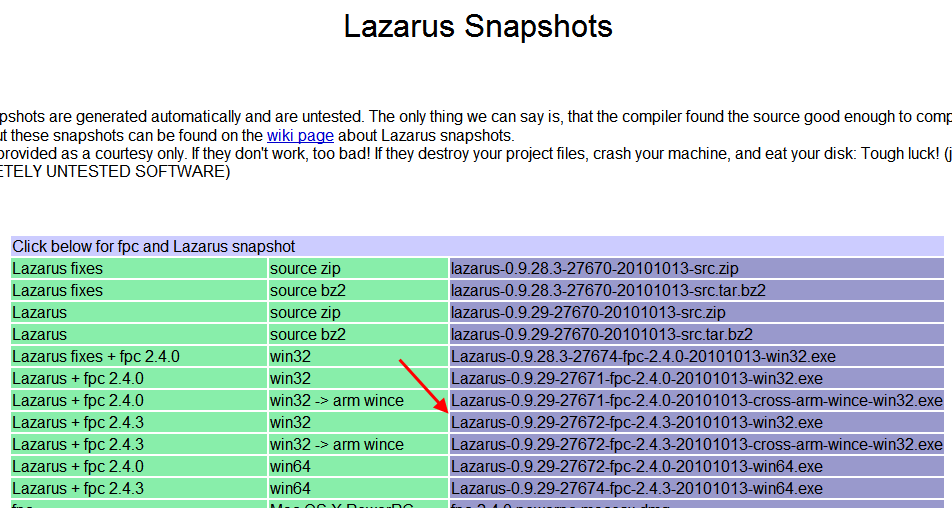 Lazarus Snapshots
pshots are generated automatically and are untested. The only thing we can say is, that the compiler found the source good enough to comp
ut these snapshots can be found on the wiki page about Lazarus snapshots.
provided as a courtesy only. If they don't work, too bad! If they destroy your project files, crash your machine, and eat your disk: Tough luck! (j
ETELY UNTESTED SOFTWARE)
Click below for fpc and Lazarus snapshot
Lazarus fixes source zip lazarus-0.9.28.3-27670-20101013-src.zip
Lazarus fixes source bz2 lazarus-0.9.28.3-27670-20101013-src.tar.bz2
Lazarus source zip lazarus-0.9.29-27670-20101013-src.zip
Lazarus source bz2 lazarus-0.9.29-27670-20101013-src.tar.bz2
Lazarus fixes + fpc 2.4.0 win32 Lazarus-0.9.28.3-27674-fpc-2.4.0-20101013-win32.exe
Lazarus + fpc 2.4.0 win32 Lazarus-0.9.29-27671-fpc-2.4.0-20101013-win32.exe
Lazarus + fpc 2.4.0 win32 -> arm wince Lazarus-0.9.29-27671-fpc-2.4.0-20101013-cross-arm-wince-win32.exe
Lazarus + fpc 2.4.3 win32 Lazarus-0.9.29-27672-fpc-2.4.3-20101013-win32.exe
Lazarus + fpc 2.4.3 win32 -> arm wince Lazarus-0.9.29-27672-fpc-2.4.3-20101013-cross-arm-wince-win32.exe
Lazarus + fpc 2.4.0 win64 Lazarus-0.9.29-27672-fpc-2.4.0-20101013-win64.exe
Lazarus + fpc 2.4.3 win64 Lazarus-0.9.29-27674-fpc-2.4.3-20101013-win64.exe
fpc Mac OS X PowerPC